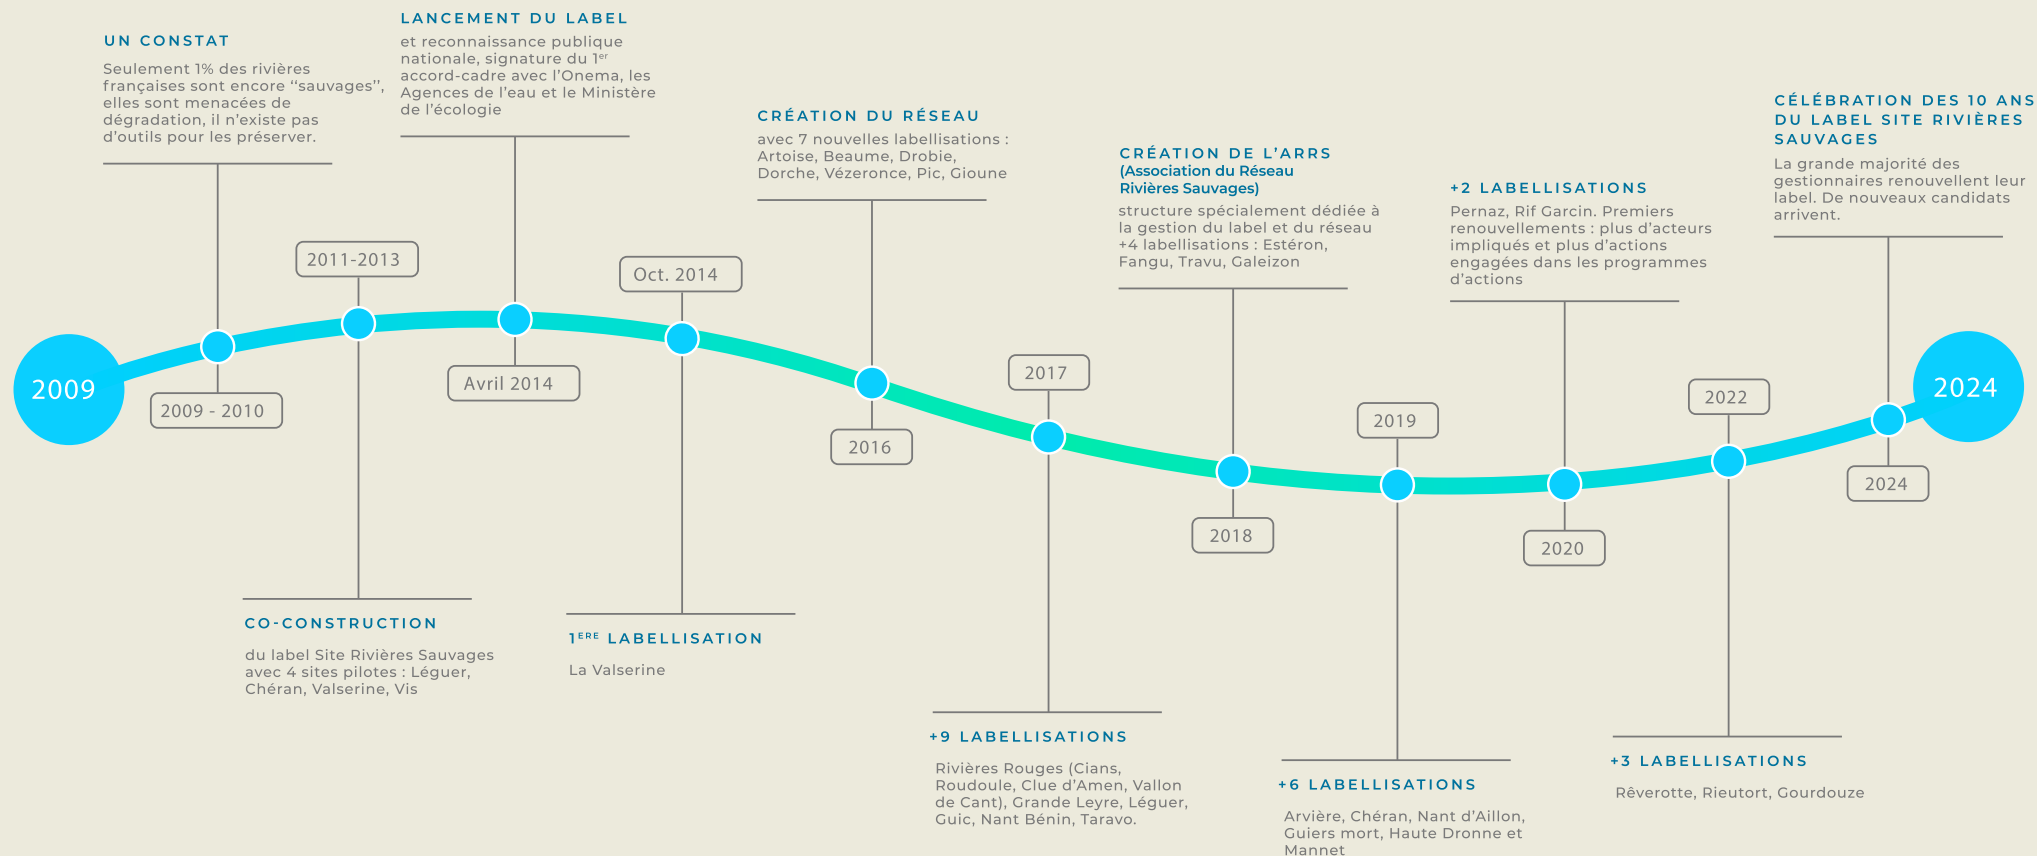 2009
UN CONSTAT
Seulement 1% des rivières
françaises sont encore ‘‘sauvages’’,
elles sont menacées de
dégradation, il n’existe pas
d’outils pour les préserver.
2009 - 2010
2011-2013
CO-CONSTRUCTION
du label Site Rivières Sauvages
avec 4 sites pilotes : Léguer,
Chéran, Valserine, Vis
LANCEMENT DU LABEL
et reconnaissance publique
nationale, signature du 1er
accord-cadre avec l’Onema, les
Agences de l’eau et le Ministère
de l’écologie
Avril 2014
Oct. 2014
1ERE LABELLISATION
La Valserine
CRÉATION DU RÉSEAU
avec 7 nouvelles labellisations :
Artoise, Beaume, Drobie,
Dorche, Vézeronce, Pic, Gioune
2016
2017
+9 LABELLISATIONS
Rivières Rouges (Cians,
Roudoule, Clue d’Amen, Vallon
de Cant), Grande Leyre, Léguer,
Guic, Nant Bénin, Taravo.
CRÉATION DE L’ARRS
(Association du Réseau
Rivières Sauvages)
structure spécialement dédiée à
la gestion du label et du réseau
+4 labellisations : Estéron,
Fangu, Travu, Galeizon
2018
2019
+6 LABELLISATIONS
Arvière, Chéran, Nant d’Aillon,
Guiers mort, Haute Dronne et
Mannet
+2 LABELLISATIONS
Pernaz, Rif Garcin. Premiers
renouvellements : plus d’acteurs
impliqués et plus d’actions
engagées dans les programmes
d’actions
2020
2022
+3 LABELLISATIONS
Rêverotte, Rieutort, Gourdouze
CÉLÉBRATION DES 10 ANS
DU LABEL SITE RIVIÈRES
SAUVAGES
La grande majorité des
gestionnaires renouvellent leur
label. De nouveaux candidats
arrivent.
2024
2024